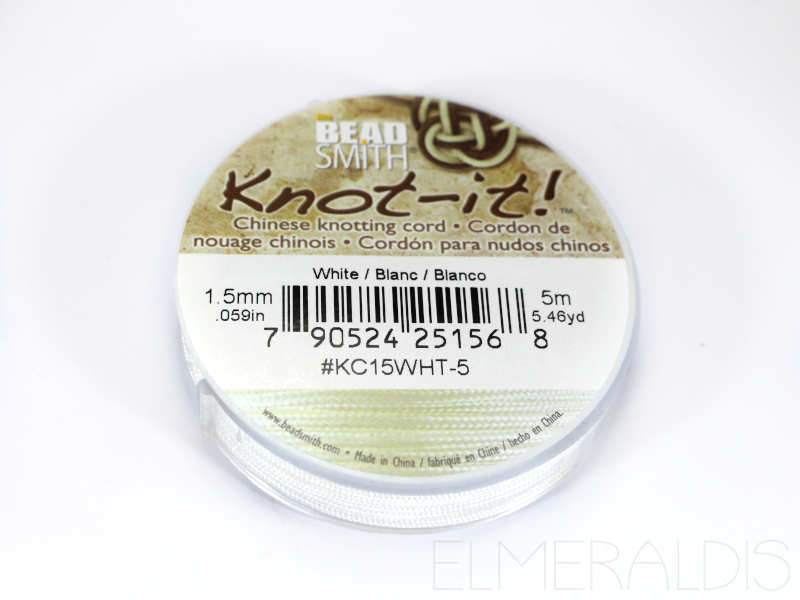 the
BEAD
SMITH®
Knot-it!™
Chinese knotting cord • Cordon de
nouage chinois • Cordón para nudos chinos
White / Blanc / Blanco
1.5mm 5m
.059in 5.46yd
7 90524 25156 8
#KC15WHT-5
www.beadsmith.com • Made in China / fabriqué en Chine / hecho en China.
ELMERALDIS